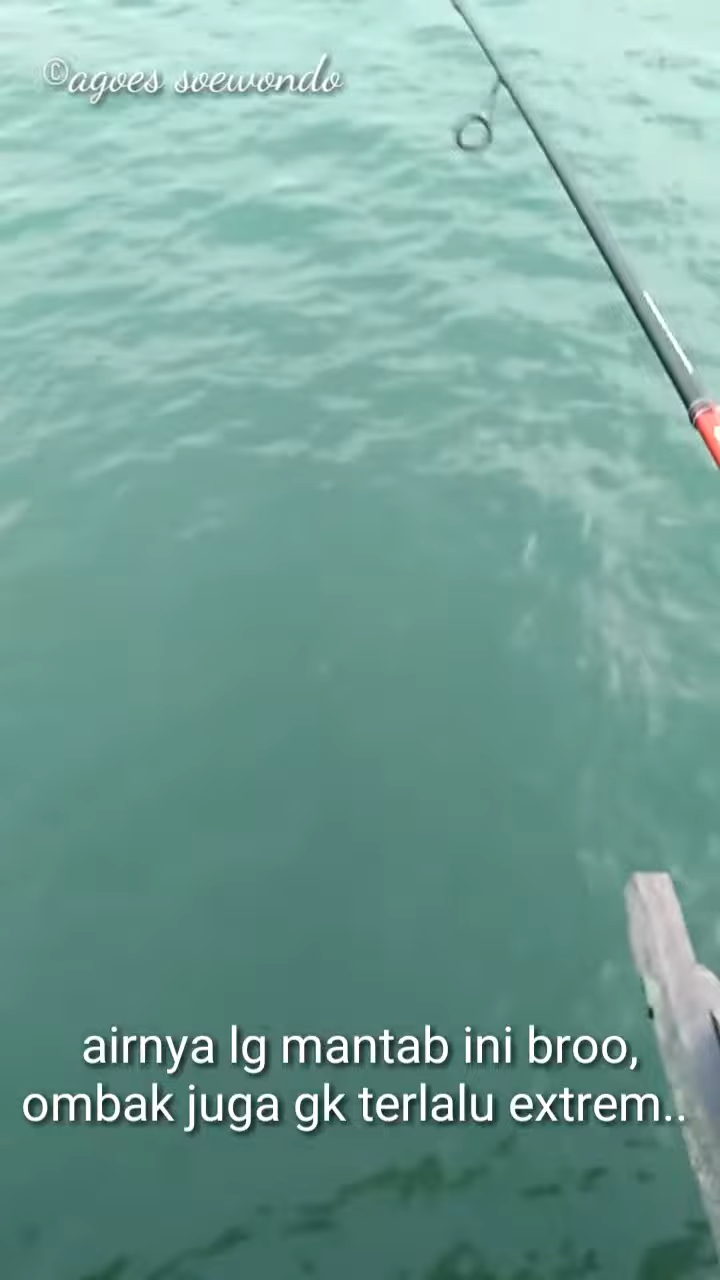 ©agoes soewondo
airnya lg mantab ini broo,
ombak juga gk terlalu extrem..